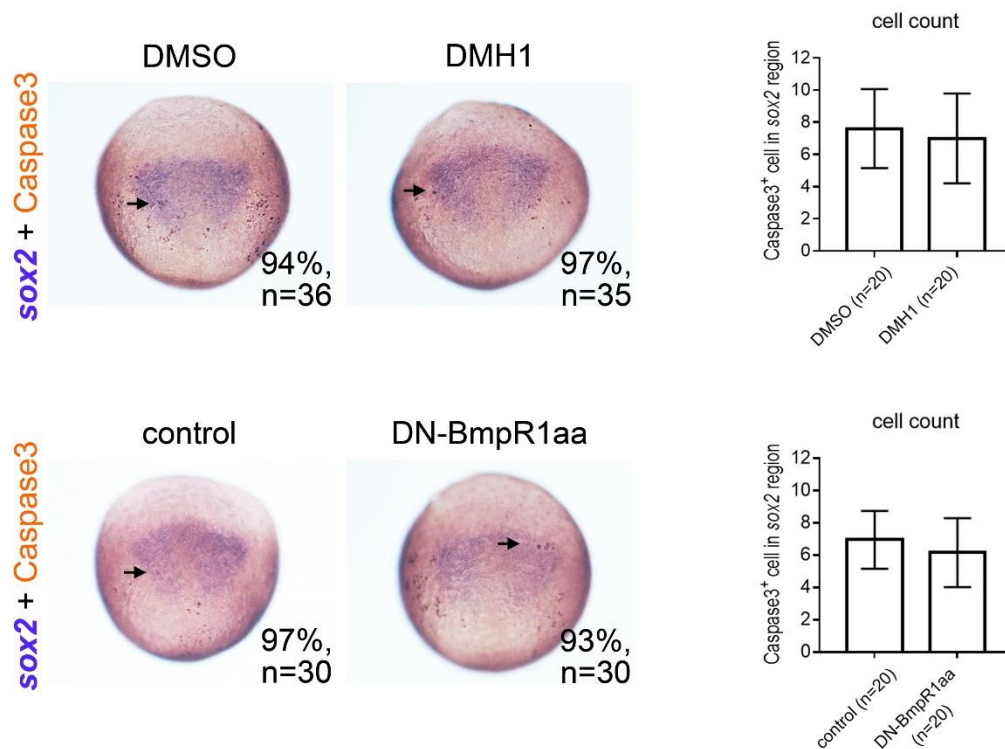 DMSO
DMH1
sox2 + Caspase3
94%,
n=36
97%,
n=35
cell count
Caspase3+ cell in sox2 region
12
10
8
6
4
2
0
DMSO (n=20)
DMH1 (n=20)
control
DN-BmpR1aa
sox2 + Caspase3
97%,
n=30
93%,
n=30
cell count
Caspase3+ cell in sox2 region
12
10
8
6
4
2
0
control (n=20)
DN-BmpR1aa
(n=20)